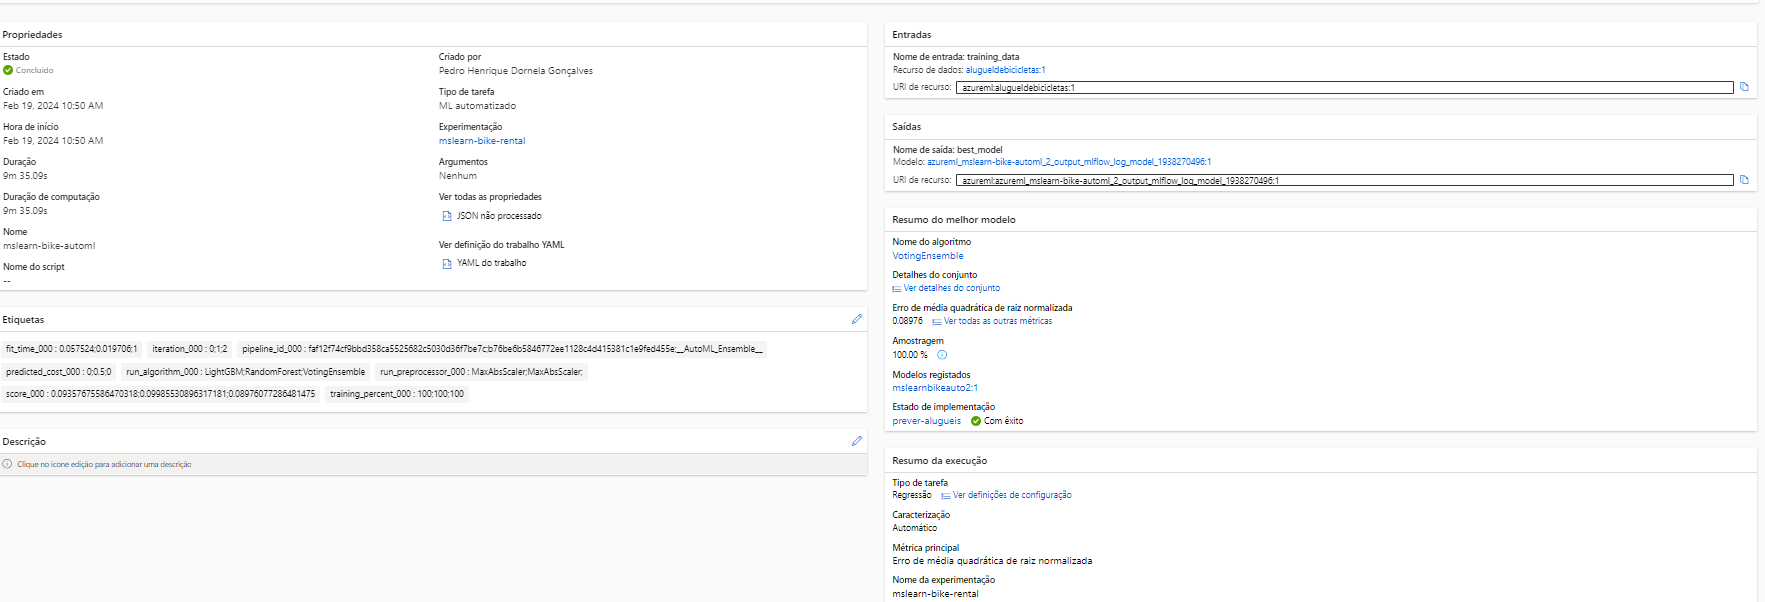 Propriedades
Estado
Concluído
Criado em
Feb 19, 2024 10:50 AM
Hora de início
Feb 19, 2024 10:50 AM
Duração
9m 35.09s
Duração de computação
9m 35.09s
Nome
mslearn-bike-automl
Nome do script
--
Criado por
Pedro Henrique Dornela Gonçalves
Tipo de tarefa
ML automatizado
Experimentação
mslearn-bike-rental
Argumentos
Nenhum
Ver todas as propriedades
JSON não processado
Ver definição do trabalho YAML
YAML do trabalho
Etiquetas
fit_time_000 : 0.057524;0.019706;1
iteration_000 : 0;1;2
pipeline_id_000 : faf12f74cf9bbd358ca5525682c5030d36f7be7c;b76be6b5846772ee1128c4d415381c1e9fed455e;__AutoML_Ensemble__
predicted_cost_000 : 0;0.5;0
run_algorithm_000 : LightGBM;RandomForest;VotingEnsemble
run_preprocessor_000 : MaxAbsScaler;MaxAbsScaler;
score_000 : 0.09357675586470318;0.09985530896317181;0.08976077286481475
training_percent_000 : 100;100;100
Descrição
Clique no ícone edição para adicionar uma descrição
Entradas
Nome de entrada: training_data
Recurso de dados: alugueldebicicletas:1
URI de recurso: azureml:alugueldebicicletas:1
Saídas
Nome de saída: best_model
Modelo: azureml_mslearn-bike-automl_2_output_mlflow_log_model_1938270496:1
URI de recurso: azureml:azureml_mslearn-bike-automl_2_output_mlflow_log_model_1938270496:1
Resumo do melhor modelo
Nome do algoritmo
VotingEnsemble
Detalhes do conjunto
Ver detalhes do conjunto
Erro de média quadrática de raiz normalizada
0.08976 Ver todas as outras métricas
Amostragem
100.00 %
Modelos registados
mslearnbikeauto2:1
Estado de implementação
prever-alugueis Com êxito
Resumo da execução
Tipo de tarefa
Regressão Ver definições de configuração
Caracterização
Automático
Métrica principal
Erro de média quadrática de raiz normalizada
Nome da experimentação
mslearn-bike-rental